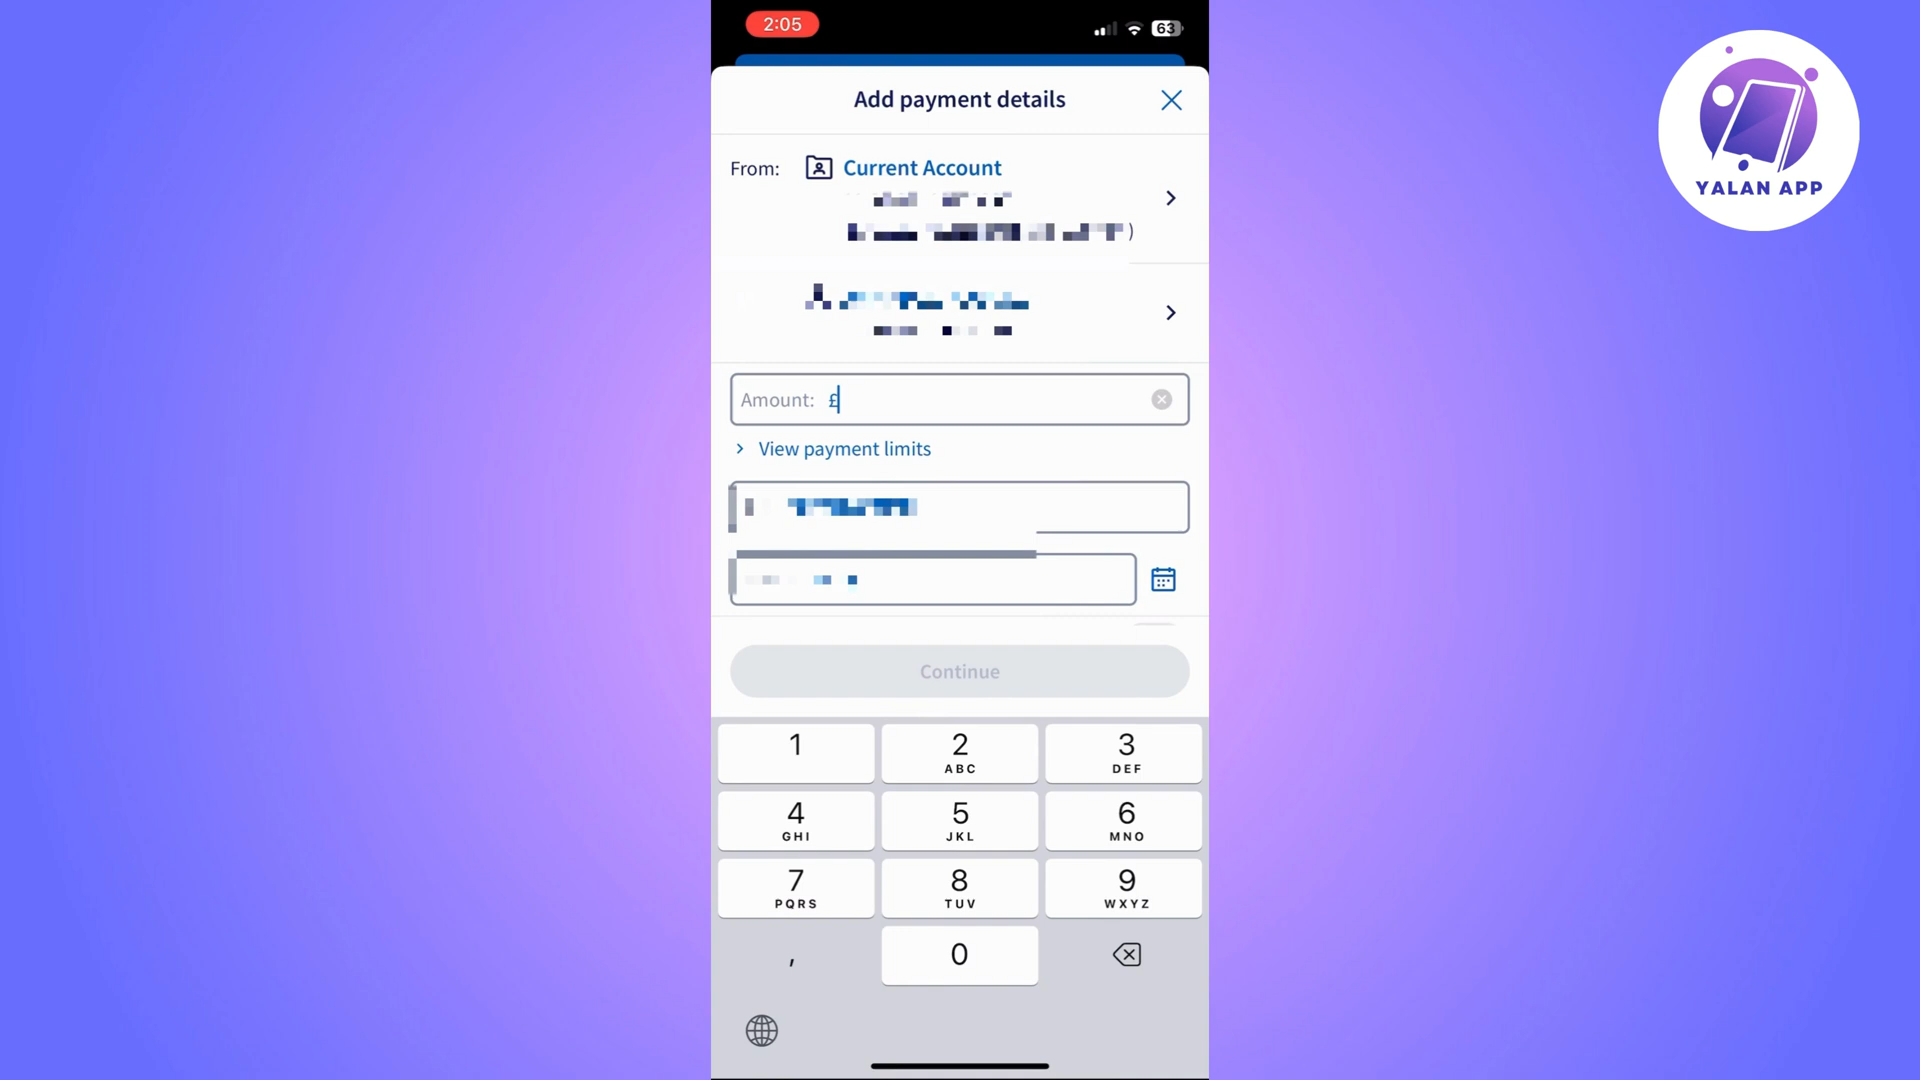 2:05
63
Add payment details
From: Current Account
)
Amount: £
View payment limits
Continue
1
2
ABC
3
DEF
4
GHI
5
JKL
6
MNO
7
PQRS
8
TUV
9
WXYZ
,
0
YALAN APP